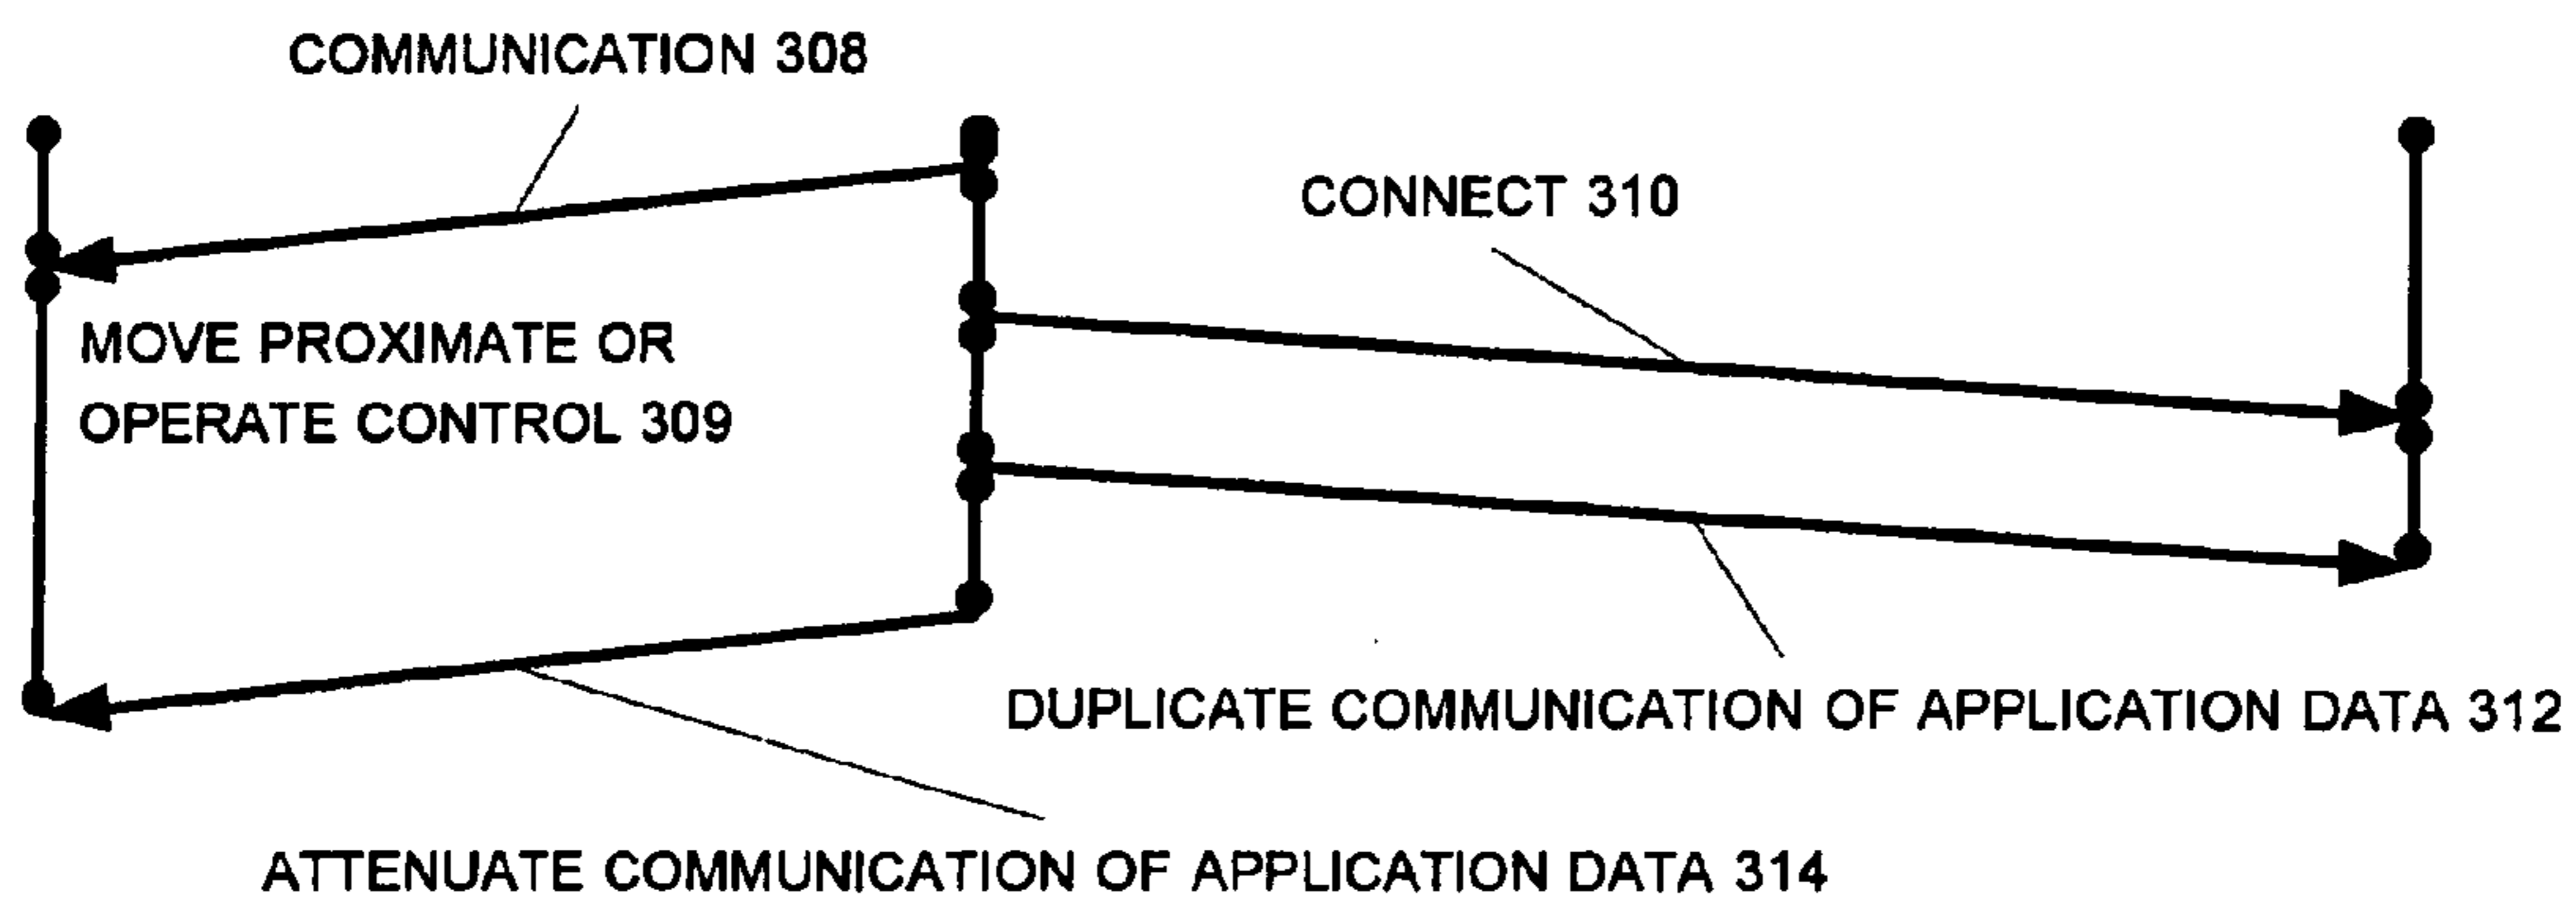 COMMUNICATION 308
CONNECT 310
MOVE PROXIMATE OR
OPERATE CONTROL 309
DUPLICATE COMMUNICATION OF APPLICATION DATA 312
ATTENUATE COMMUNICATION OF APPLICATION DATA 314